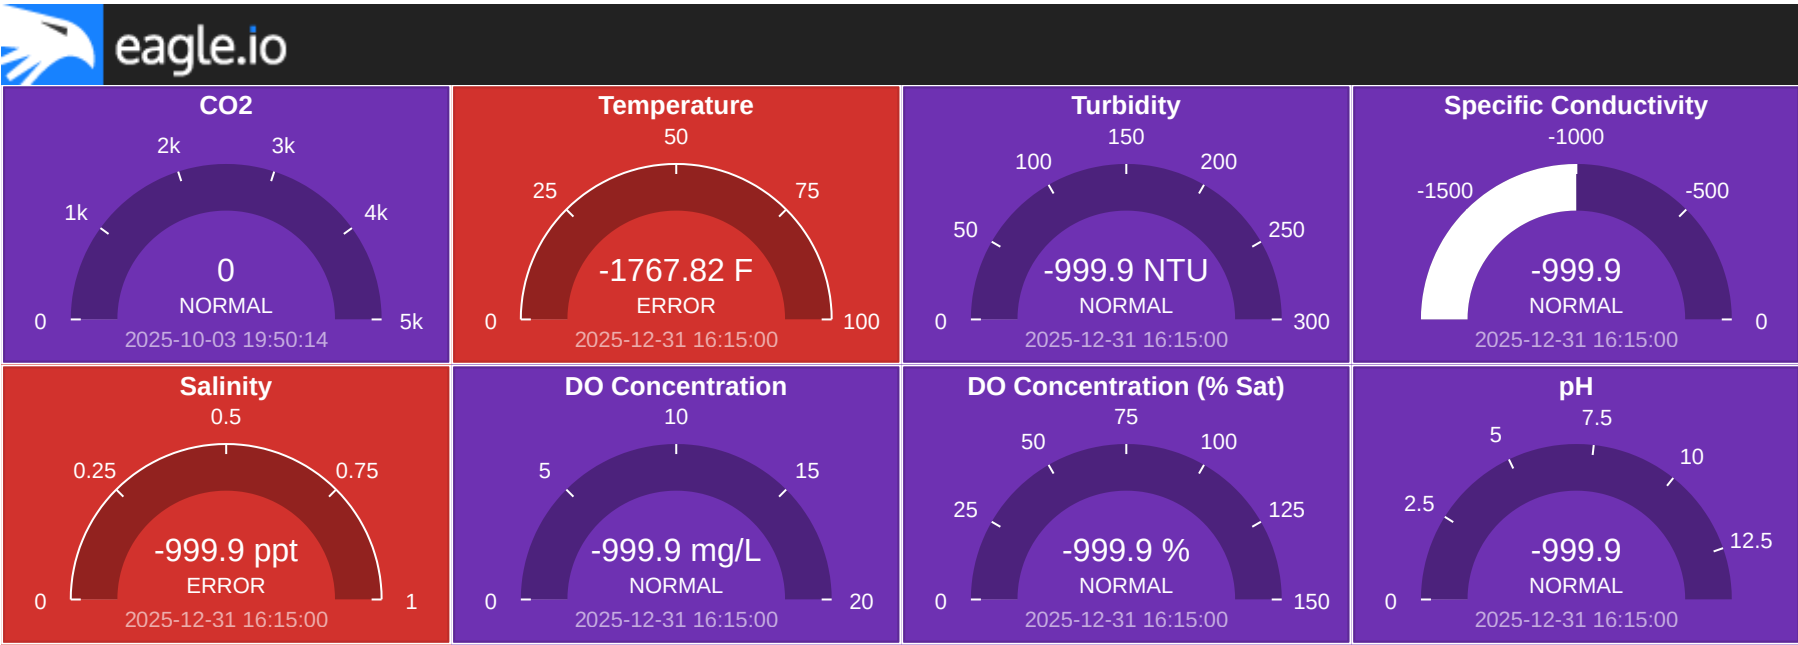 eagle.io
CO2
2k
3k
1k
4k
0
NORMAL
0
5k
2025-10-03 19:50:14
Temperature
50
25
75
-1767.82 F
ERROR
0
100
2025-12-31 16:15:00
Turbidity
150
100
200
50
250
-999.9 NTU
NORMAL
0
300
2025-12-31 16:15:00
Specific Conductivity
-1000
-1500
-500
-999.9
NORMAL
0
2025-12-31 16:15:00
Salinity
0.5
0.25
0.75
-999.9 ppt
ERROR
0
1
2025-12-31 16:15:00
DO Concentration
10
5
15
-999.9 mg/L
NORMAL
0
20
2025-12-31 16:15:00
DO Concentration (% Sat)
75
50
100
25
125
-999.9 %
NORMAL
0
150
2025-12-31 16:15:00
pH
7.5
5
10
2.5
12.5
-999.9
NORMAL
0
2025-12-31 16:15:00